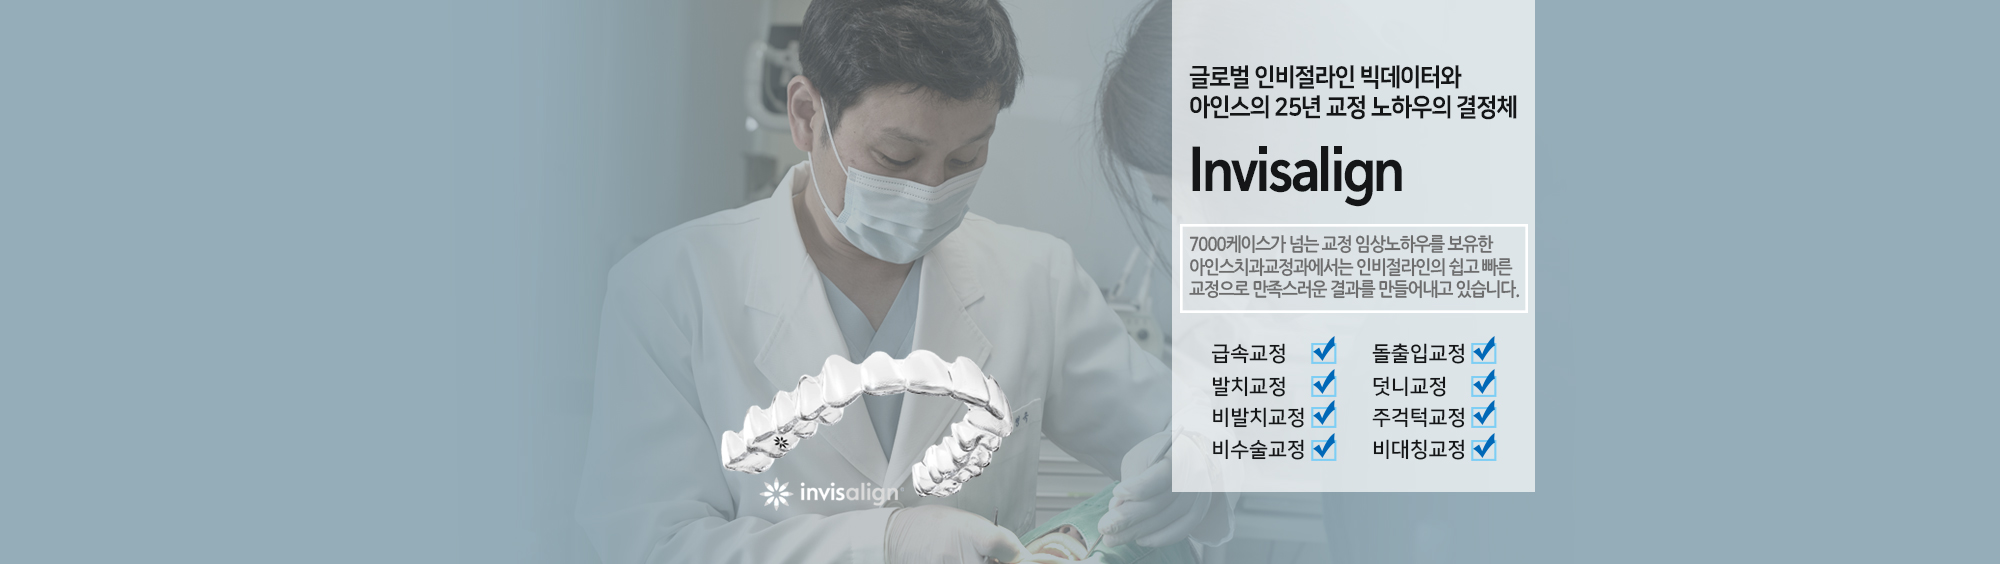 글로벌 인비절라인 빅데이터와
아인스의 25년 교정 노하우의 결정체
Invisalign
7000케이스가 넘는 교정 임상노하우를 보유한
아인스치과교정과에서는 인비절라인의 쉽고 빠른
교정으로 만족스러운 결과를 만들어내고 있습니다.
급속교정 돌출입교정
발치교정 덧니교정
비발치교정 주걱턱교정
비수술교정 비대칭교정
invisalign